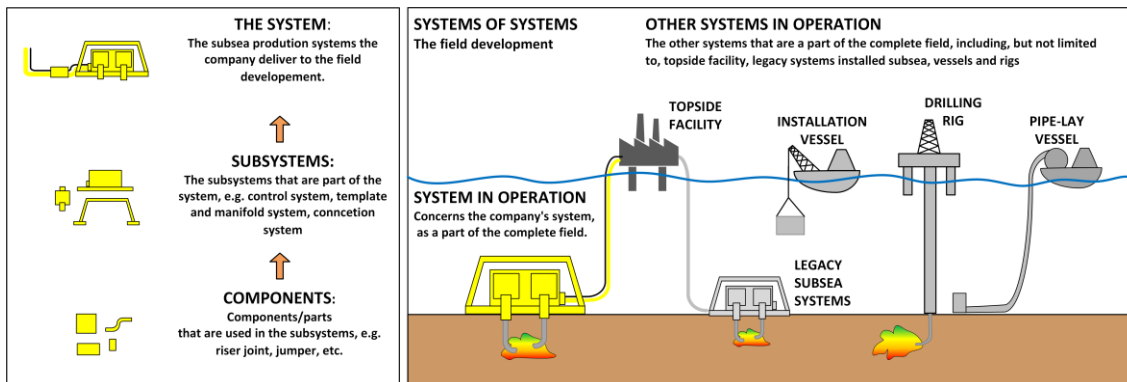 THE SYSTEM:
The subsea prodution systems the
company deliver to the field
developement.
SUBSYSTEMS:
The subsystems that are part of the
system, e.g. control system, template
and manifold system, conncetion
system
COMPONENTS:
Components/parts
that are used in the subsystems, e.g.
riser joint, jumper, etc.
SYSTEMS OF SYSTEMS
The field development
OTHER SYSTEMS IN OPERATION
The other systems that are a part of the complete field, including, but not limited
to, topside facility, legacy systems installed subsea, vessels and rigs
TOPSIDE
FACILITY
INSTALLATION
VESSEL
DRILLING
RIG
PIPE-LAY
VESSEL
SYSTEM IN OPERATION
Concerns the company's system,
as a part of the complete field.
LEGACY
SUBSEA
SYSTEMS